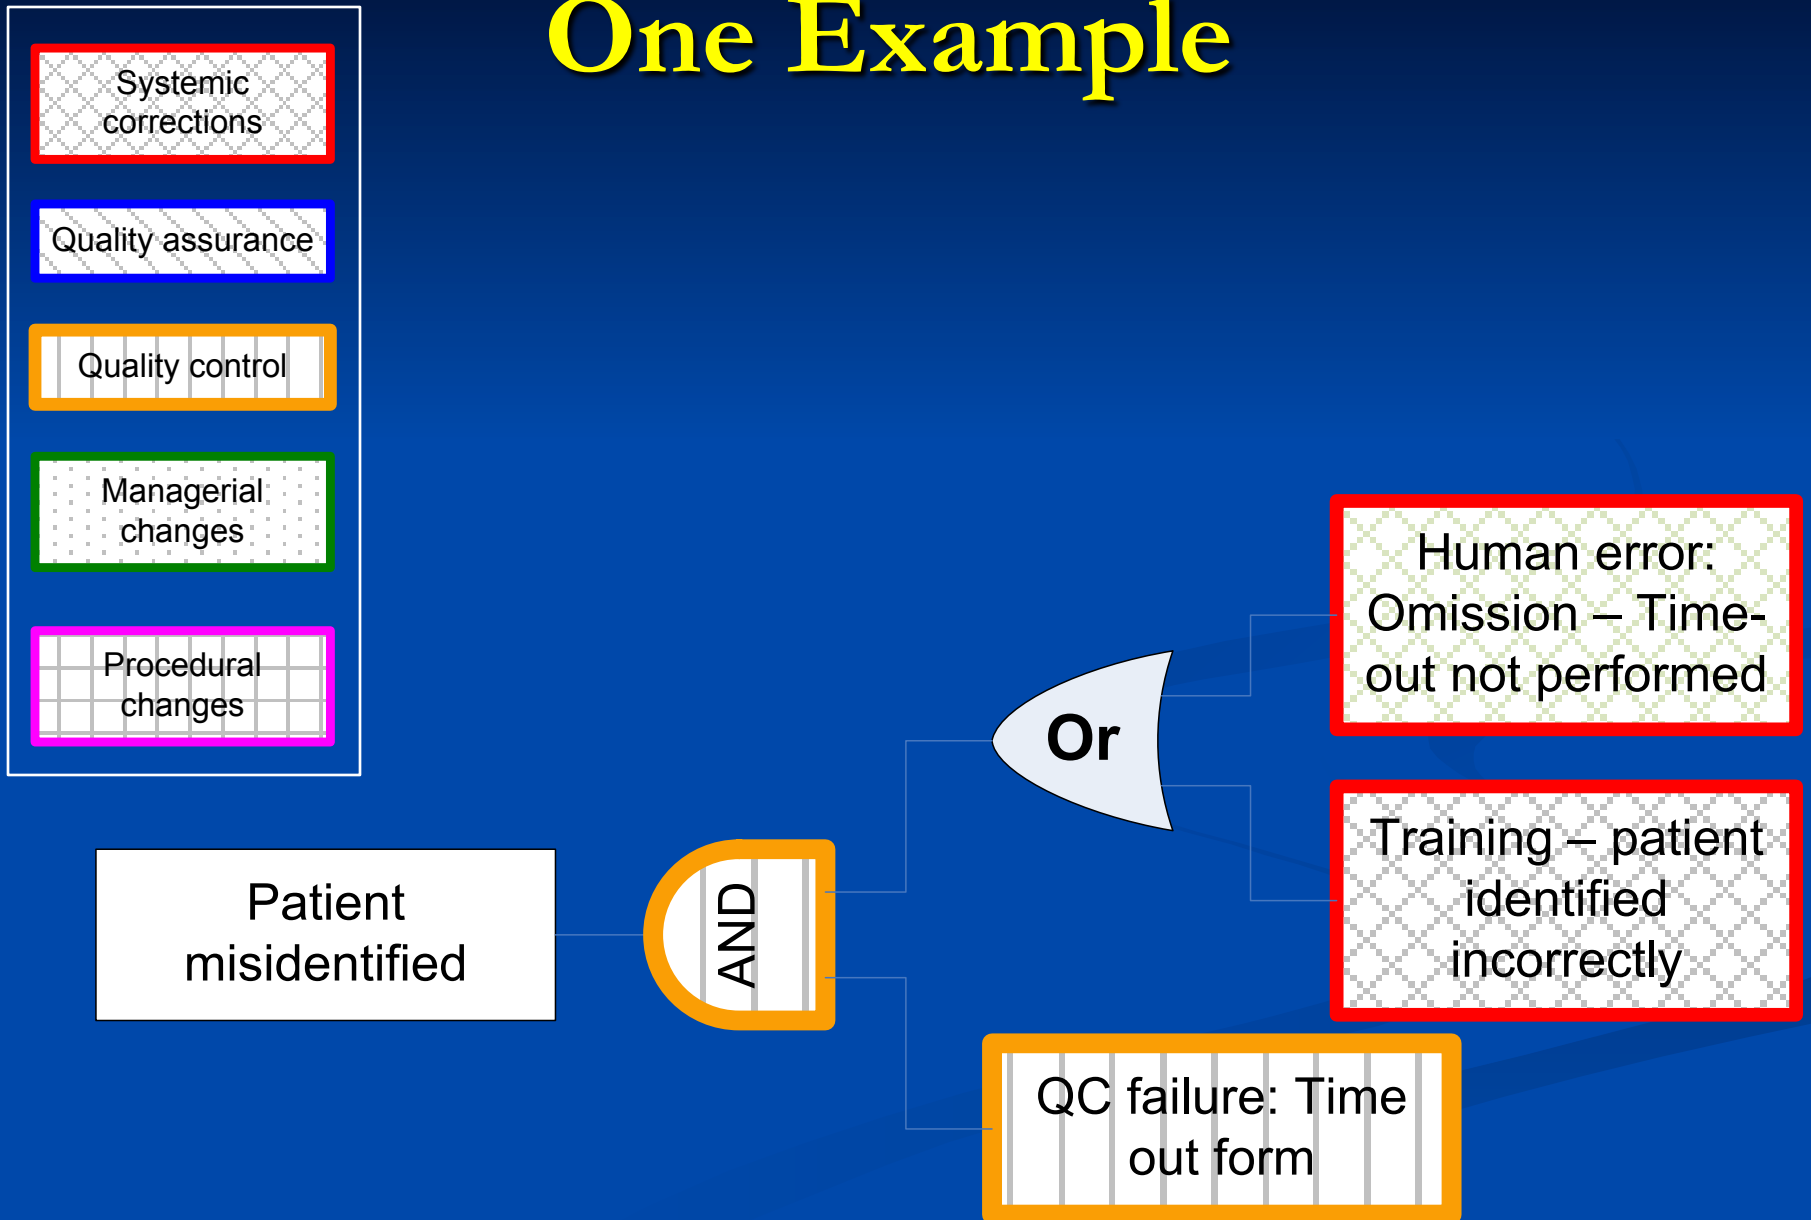 One Example
Systemic
corrections
Quality assurance
Quality control
Managerial
changes
Procedural
changes
Human error:
Omission – Time-
out not performed
Or
Training – patient
identified
incorrectly
Patient
misidentified
AND
QC failure: Time
out form